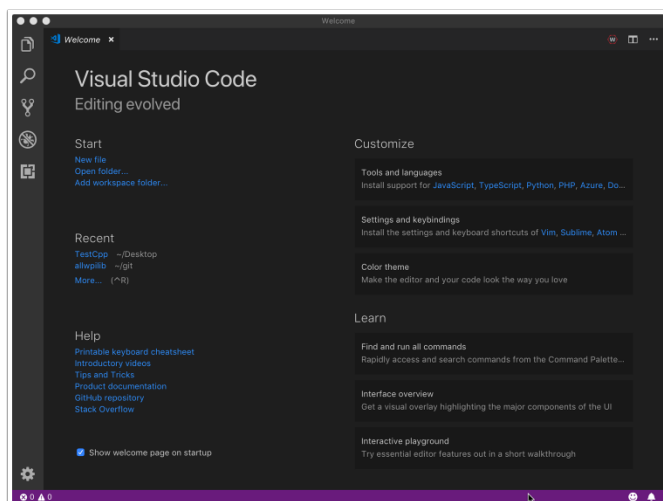 Welcome
Welcome ×
W
Visual Studio Code
Editing evolved
Start
New file
Open folder...
Add workspace folder...
Recent
TestCpp ~/Desktop
allwpilib ~/git
More... (^R)
Help
Printable keyboard cheatsheet
Introductory videos
Tips and Tricks
Product documentation
GitHub repository
Stack Overflow
Show welcome page on startup
Customize
Tools and languages
Install support for JavaScript, TypeScript, Python, PHP, Azure, Do...
Settings and keybindings
Install the settings and keyboard shortcuts of Vim, Sublime, Atom ...
Color theme
Make the editor and your code look the way you love
Learn
Find and run all commands
Rapidly access and search commands from the Command Palette...
Interface overview
Get a visual overlay highlighting the major components of the UI
Interactive playground
Try essential editor features out in a short walkthrough
0 0